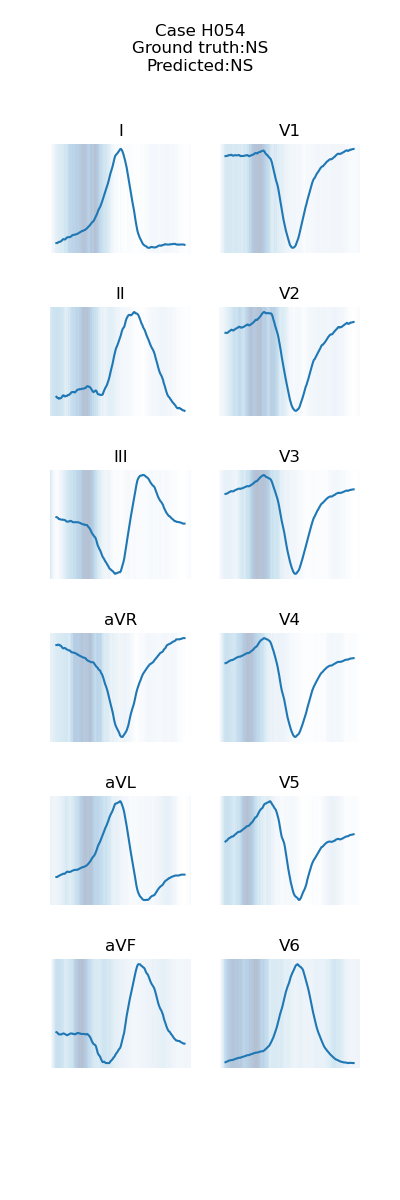 Case H054
Ground truth:NS
Predicted:NS
I
V1
II
V2
III
V3
aVR
V4
aVL
V5
aVF
V6